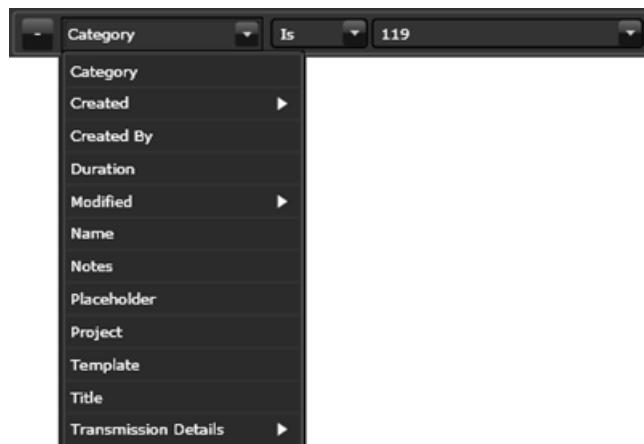 - Category Is 119
Category
Created
Created By
Duration
Modified
Name
Notes
Placeholder
Project
Template
Title
Transmission Details